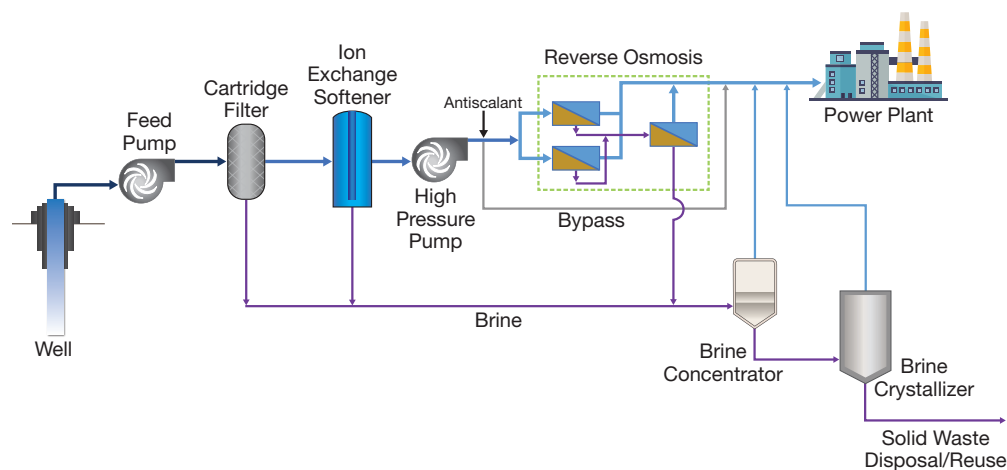 Ion
Exchange
Softener
Reverse Osmosis
Cartridge
Filter
Antiscalant
Feed
Pump
Power Plant
High
Pressure
Pump
Bypass
Brine
Well
Brine
Concentrator
Brine
Crystallizer
Solid Waste
Disposal/Reuse